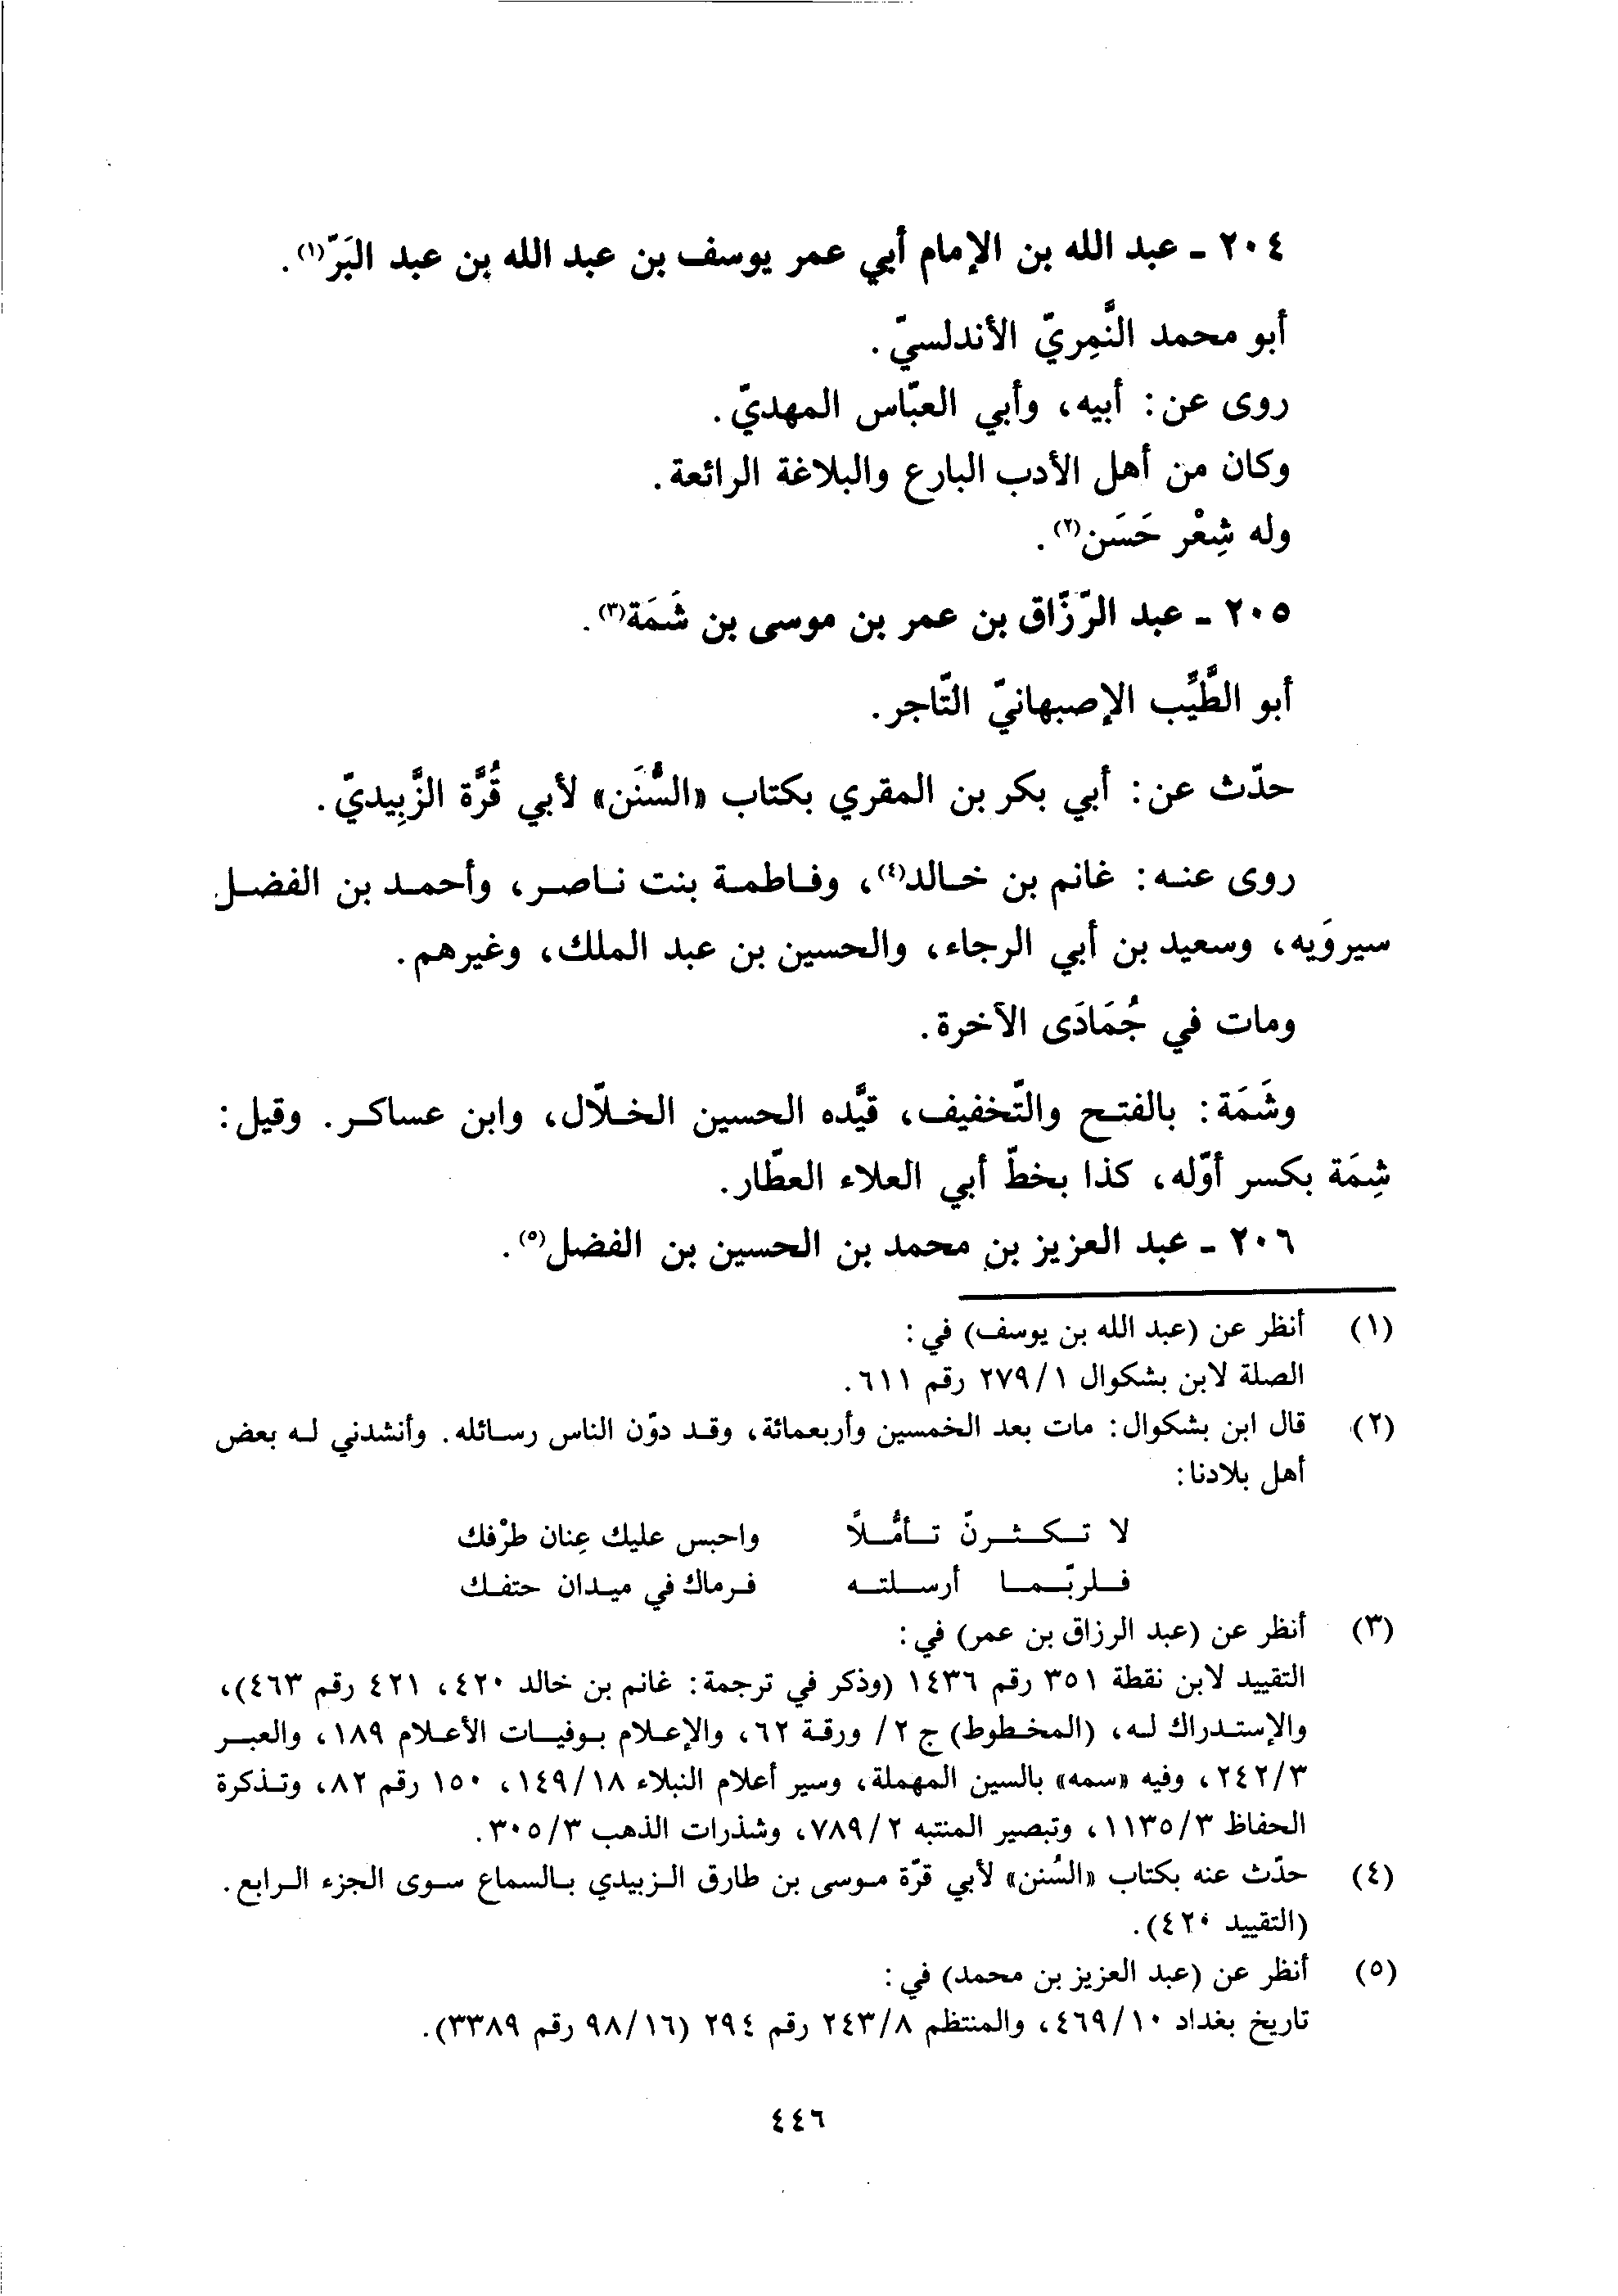 ٢٠٤ - عبد الله بن الإمام أبي عمر يوسف بن عبد الله بن عبد البَرّ(١).
أبو محمد النَّمِريّ الأندلسيّ.
روى عن: أبيه، وأبي العبّاس المهديّ.
وكان من أهل الأدب البارع والبلاغة الرائعة.
وله شِعْر حَسَن(٢).
٢٠٥ - عبد الرّزّاق بن عمر بن موسى بن شَمَة(٣).
أبو الطَّيِّب الإصبهانيّ التّاجر.
حدّث عن: أبي بكر بن المقري بكتاب «السُّنَن» لأبي قُرَّة الزَّبِيديّ.
روى عنه: غانم بن خالد(٤)، وفاطمة بنت ناصر، وأحمد بن الفضل
سيرَويه، وسعيد بن أبي الرجاء، والحسين بن عبد الملك، وغيرهم.
ومات في جُمَادَى الآخرة.
وشَمَة: بالفتح والتّخفيف، قيَّده الحسين الخلّال، وابن عساكر. وقيل:
شِمَة بكسر أوّله، كذا بخطّ أبي العلاء العطّار.
٢٠٦ - عبد العزيز بن محمد بن الحسين بن الفضل(٥).
(١) أنظر عن (عبد الله بن يوسف) في:
الصلة لابن بشكوال ٢٧٩/١ رقم ٦١١.
(٢) قال ابن بشكوال: مات بعد الخمسين وأربعمائة، وقد دوّن الناس رسائله. وأنشدني له بعض
أهل بلادنا:
لا تكثرنّ تأمُّلاً واحبس عليك عِنان طرْفك
فلربّما أرسلته فرماك في ميدان حتفك
(٣) أنظر عن (عبد الرزاق بن عمر) في:
التقييد لابن نقطة ٣٥١ رقم ١٤٣٦ (وذكر في ترجمة: غانم بن خالد ٤٢٠، ٤٢١ رقم ٤٦٣)،
والإستدراك له، (المخطوط) ج ٢/ ورقة ٦٢، والإعلام بوفيات الأعلام ١٨٩، والعبر
٢٤٢/٣، وفيه «سمه» بالسين المهملة، وسير أعلام النبلاء ١٤٩/١٨، ١٥٠ رقم ٨٢، وتذكرة
الحفاظ ١١٣٥/٣، وتبصير المنتبه ٧٨٩/٢، وشذرات الذهب ٣٠٥/٣.
(٤) حدّث عنه بكتاب «السُنن» لأبي قرّة موسى بن طارق الزبيدي بالسماع سوى الجزء الرابع.
(التقييد ٤٢٠).
(٥) أنظر عن (عبد العزيز بن محمد) في:
تاريخ بغداد ٤٦٩/١٠، والمنتظم ٢٤٣/٨ رقم ٢٩٤ (٩٨/١٦ رقم ٣٣٨٩).
٤٤٦